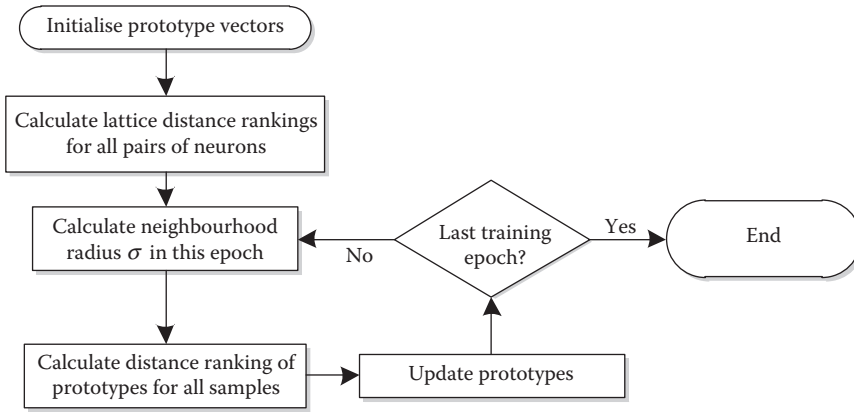 Initialise prototype vectors
Calculate lattice distance rankings
for all pairs of neurons
Calculate neighbourhood
radius σ in this epoch
No
Last training
epoch?
Yes
End
Calculate distance ranking of
prototypes for all samples
Update prototypes